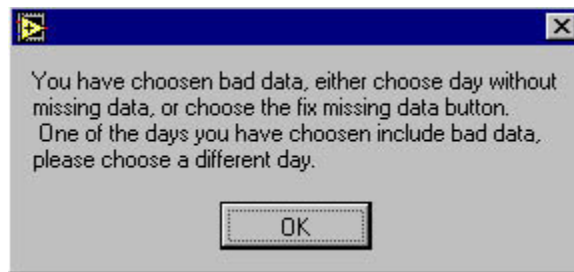 You have choosen bad data, either choose day without
missing data, or choose the fix missing data button.
One of the days you have choosen include bad data,
please choose a different day.
OK